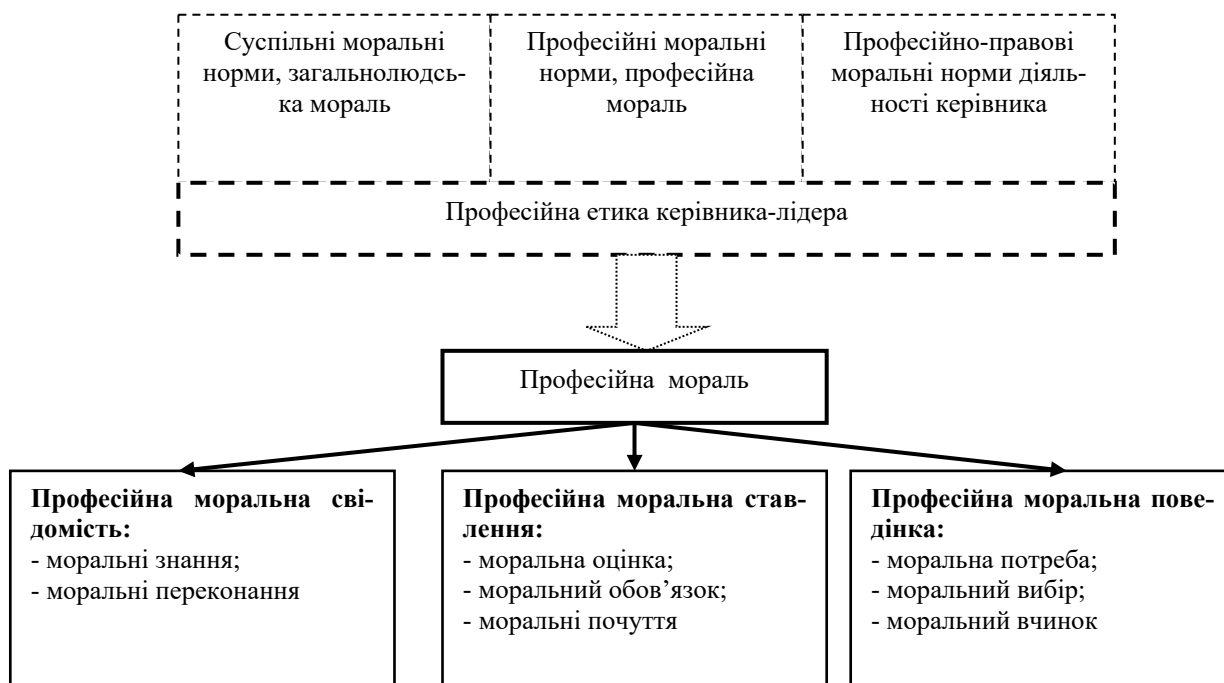 Суспільні моральні
норми, загальнолюдсь-
ка мораль
Професійні моральні
норми, професійна
мораль
Професійно-правові
моральні норми діяль-
ності керівника
Професійна етика керівника-лідера
Професійна мораль
Професійна моральна сві-
домість:
- моральні знання;
- моральні переконання
Професійна моральна став-
лення:
- моральна оцінка;
- моральний обов’язок;
- моральні почуття
Професійна моральна пове-
дінка:
- моральна потреба;
- моральний вибір;
- моральний вчинок